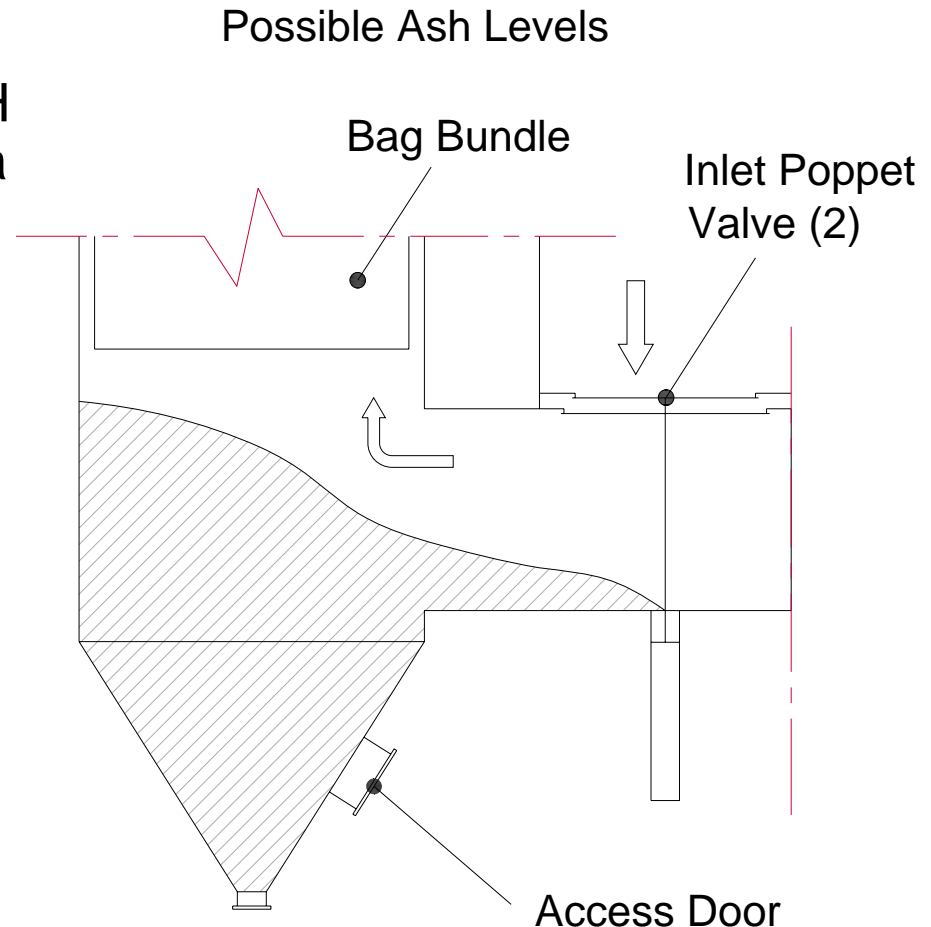 Possible Ash Levels
Bag Bundle
Inlet Poppet
Valve (2)
Access Door